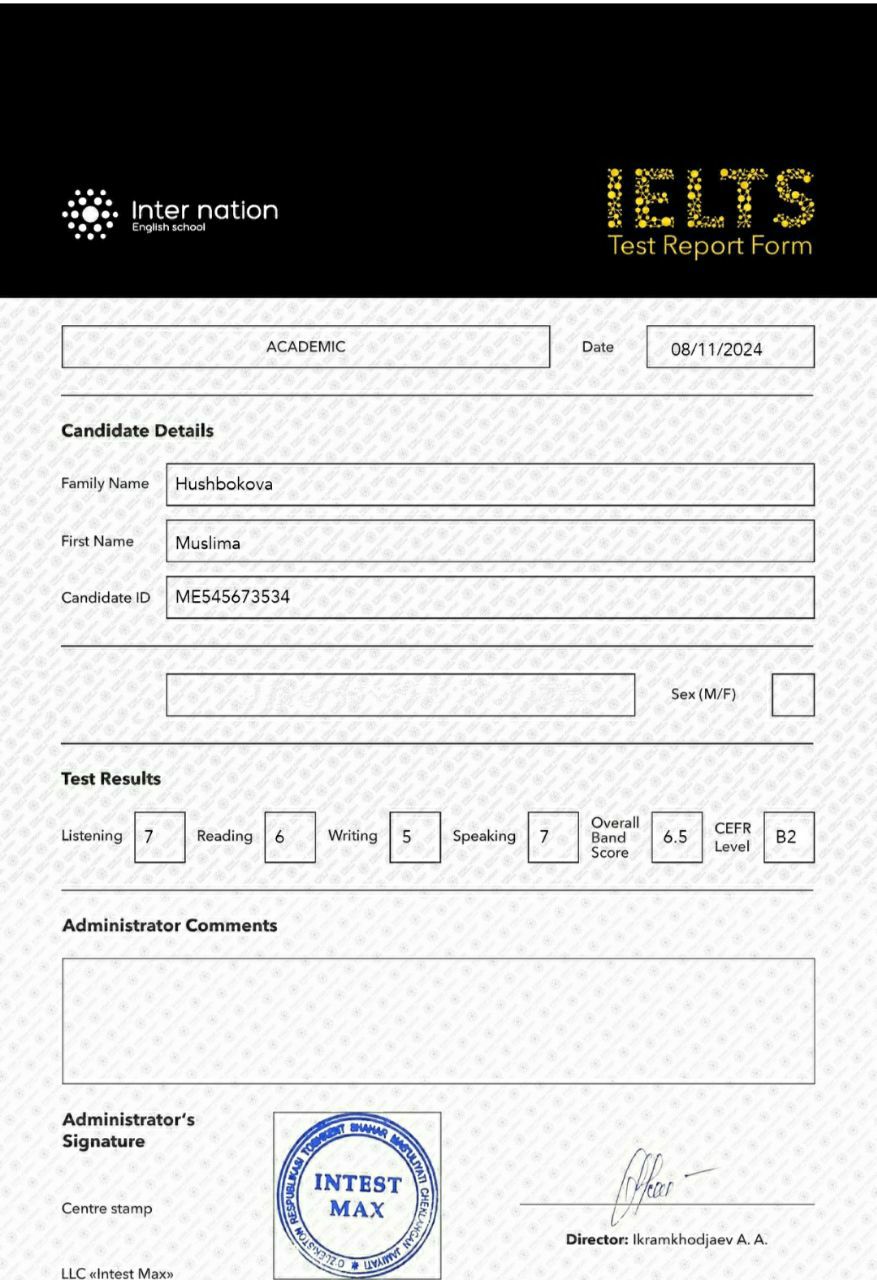 Inter nation
English school
IELTS
Test Report Form
ACADEMIC
Date
08/11/2024
Candidate Details
Family Name
Hushbokova
First Name
Muslima
Candidate ID
ME545673534
Sex (M/F)
Test Results
Listening
7
Reading
6
Writing
5
Speaking
7
Overall
Band
Score
6.5
CEFR
Level
B2
Administrator Comments
Administrator's
Signature
Centre stamp
O'ZBEKISTON RESPUBLIKASI TOSHKENT SHAHAR MAS'ULIYATI CHEKLANGAN JAMIYATI
INTEST
MAX
Director: Ikramkhodjaev A. A.
LLC «Intest Max»